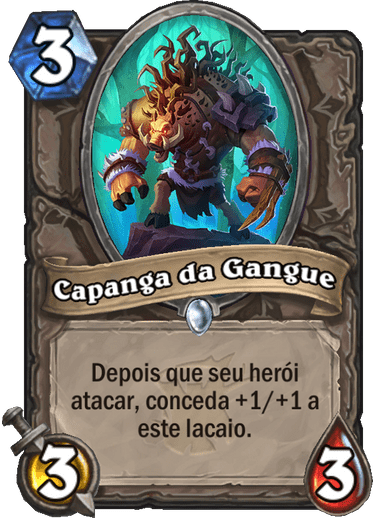 3
Capanga da Gangue
Depois que seu herói
atacar, conceda +1/+1 a
este lacaio.
3
3